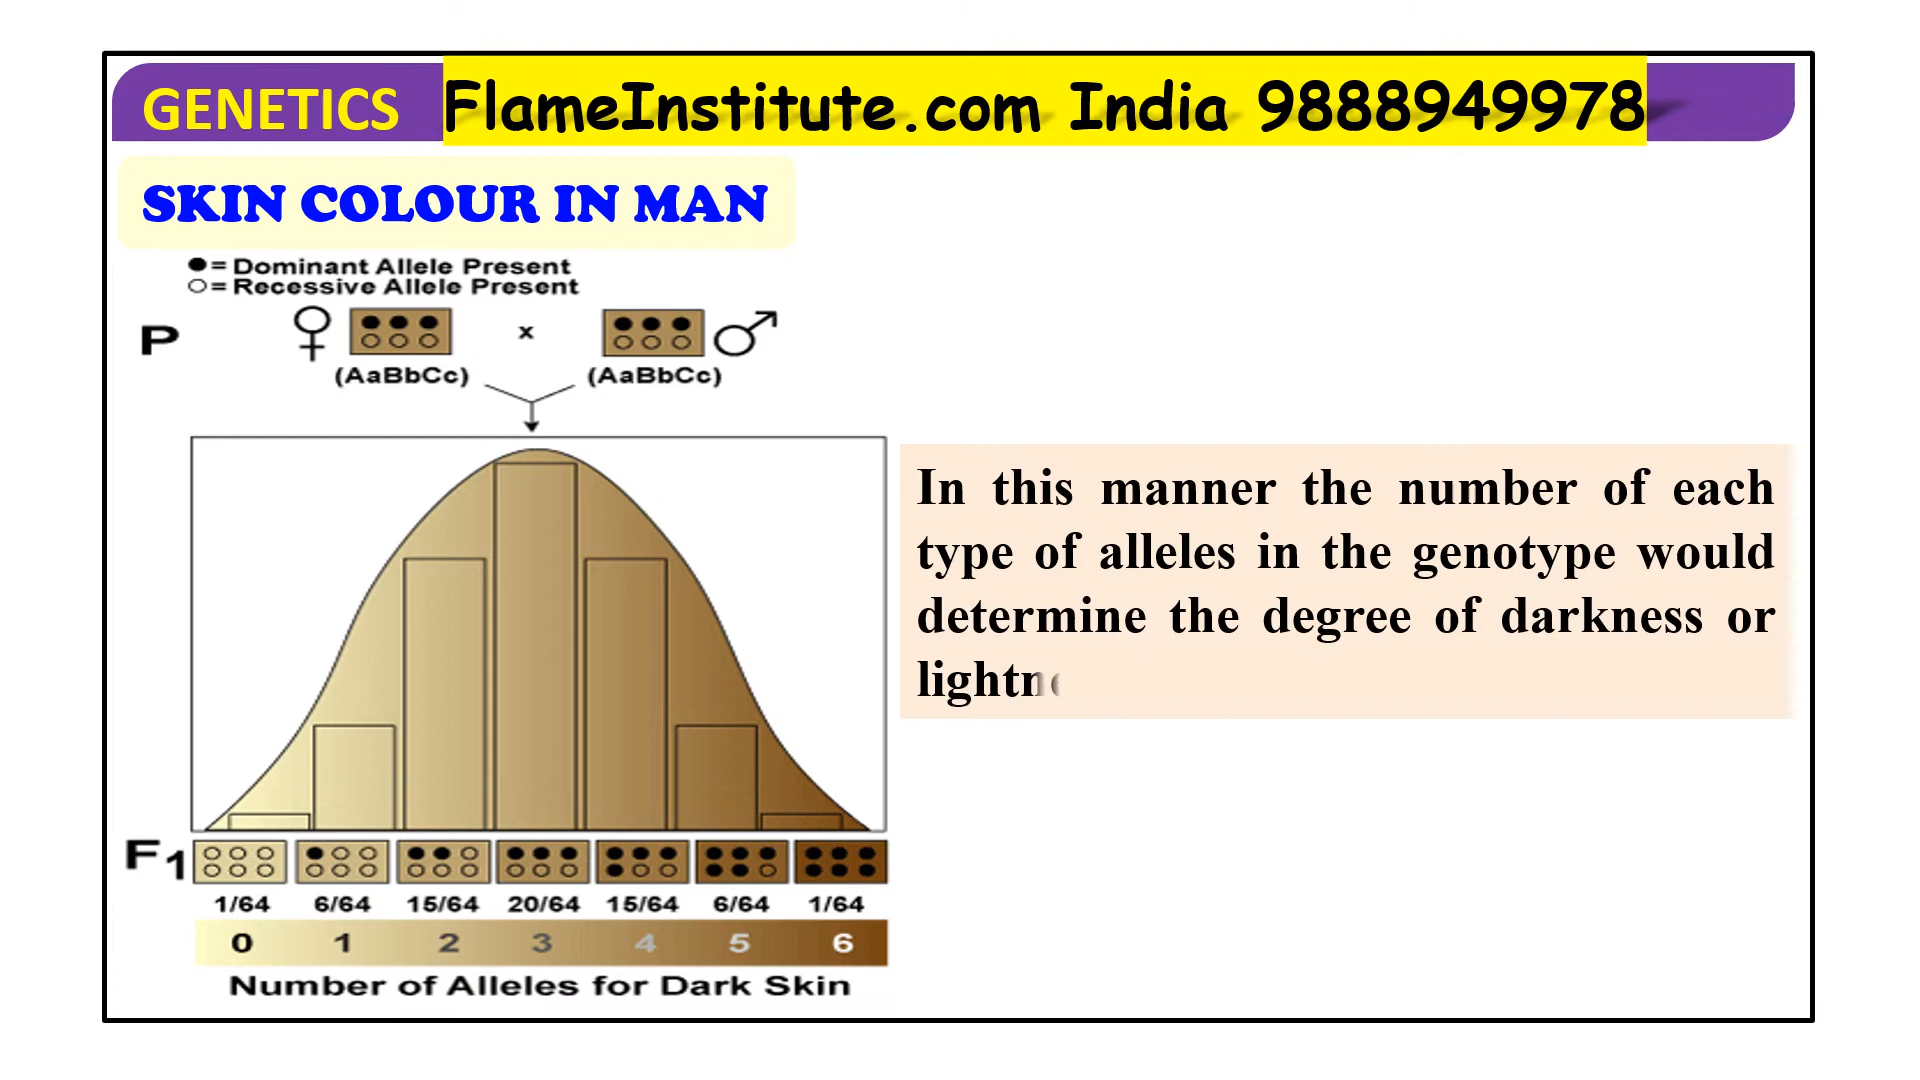 GENETICS FlameInstitute.com India 9888949978
SKIN COLOUR IN MAN
= Dominant Allele Present
= Recessive Allele Present
P x
(AaBbCc) (AaBbCc)
In this manner the number of each
type of alleles in the genotype would
determine the degree of darkness or
F1
1/64 6/64 15/64 20/64 15/64 6/64 1/64
0 1 2 3 4 5 6
Number of Alleles for Dark Skin